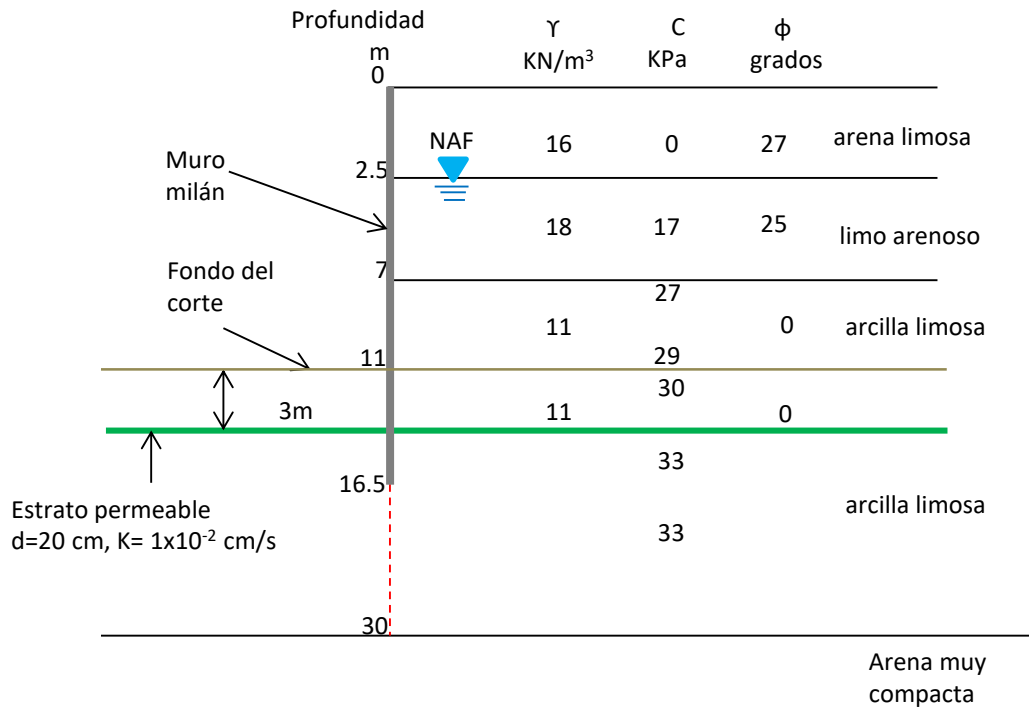 Profundidad
m
0
ϒ
KN/m³
C
KPa
ϕ
grados
NAF
16
0
27
arena limosa
Muro
milán
2.5
18
17
25
limo arenoso
7
Fondo del
corte
27
11
0
arcilla limosa
11
29
30
3m
11
0
33
16.5
Estrato permeable
d=20 cm, K= 1x10⁻² cm/s
arcilla limosa
33
30
Arena muy
compacta